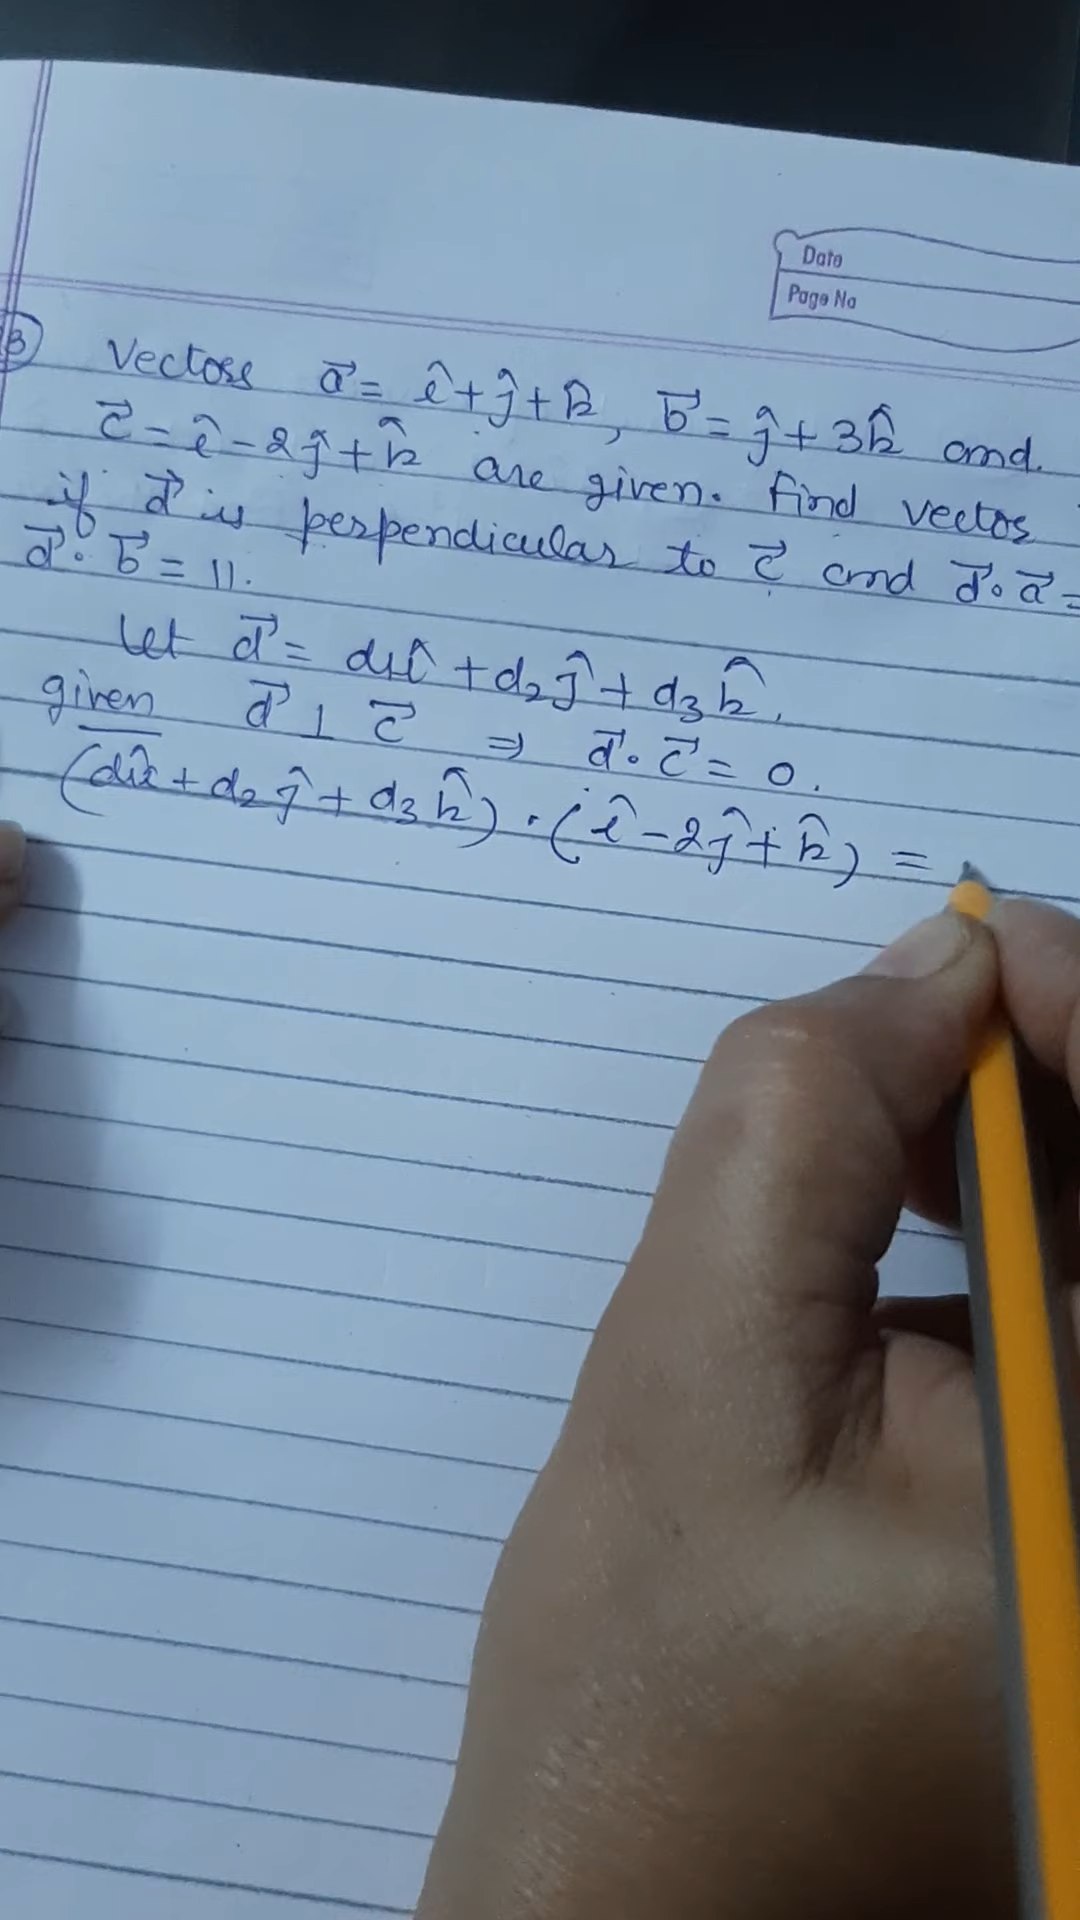 Date
Page No
3 Vectors a⃗ = î + ĵ + k̂, b⃗ = ĵ + 3k̂ and
c⃗ = î - 2ĵ + k̂ are given. Find vector
if d⃗ is perpendicular to c⃗ and d⃗ . a⃗ =
d⃗ . b⃗ = 11.
Let d⃗ = d1î + d2ĵ + d3k̂.
given d⃗ ⊥ c⃗ ⇒ d⃗ . c⃗ = 0.
(d1î + d2ĵ + d3k̂) . (î - 2ĵ + k̂) =